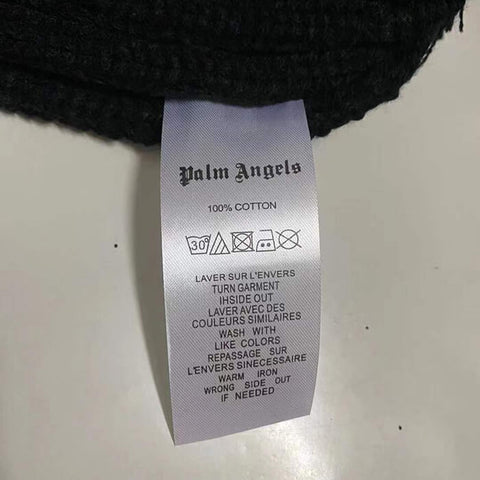 Palm Angels
100% COTTON
30°
LAVER SUR L'ENVERS
TURN GARMENT
IHSIDE OUT
LAVER AVEC DES
COULEURS SIMILAIRES
WASH WITH
LIKE COLORS
REPASSAGE SUR
L'ENVERS SINECESSAIRE
WARM IRON
WRONG SIDE OUT
IF NEEDED